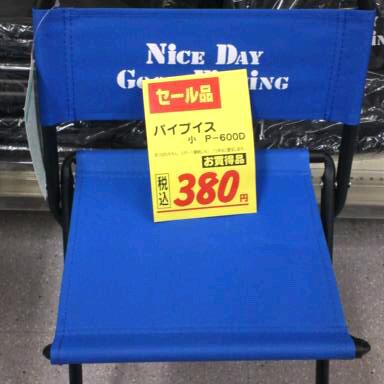 NICE DAY
セール品
パイプイス
小 P-600D
お買得品
税込
380円